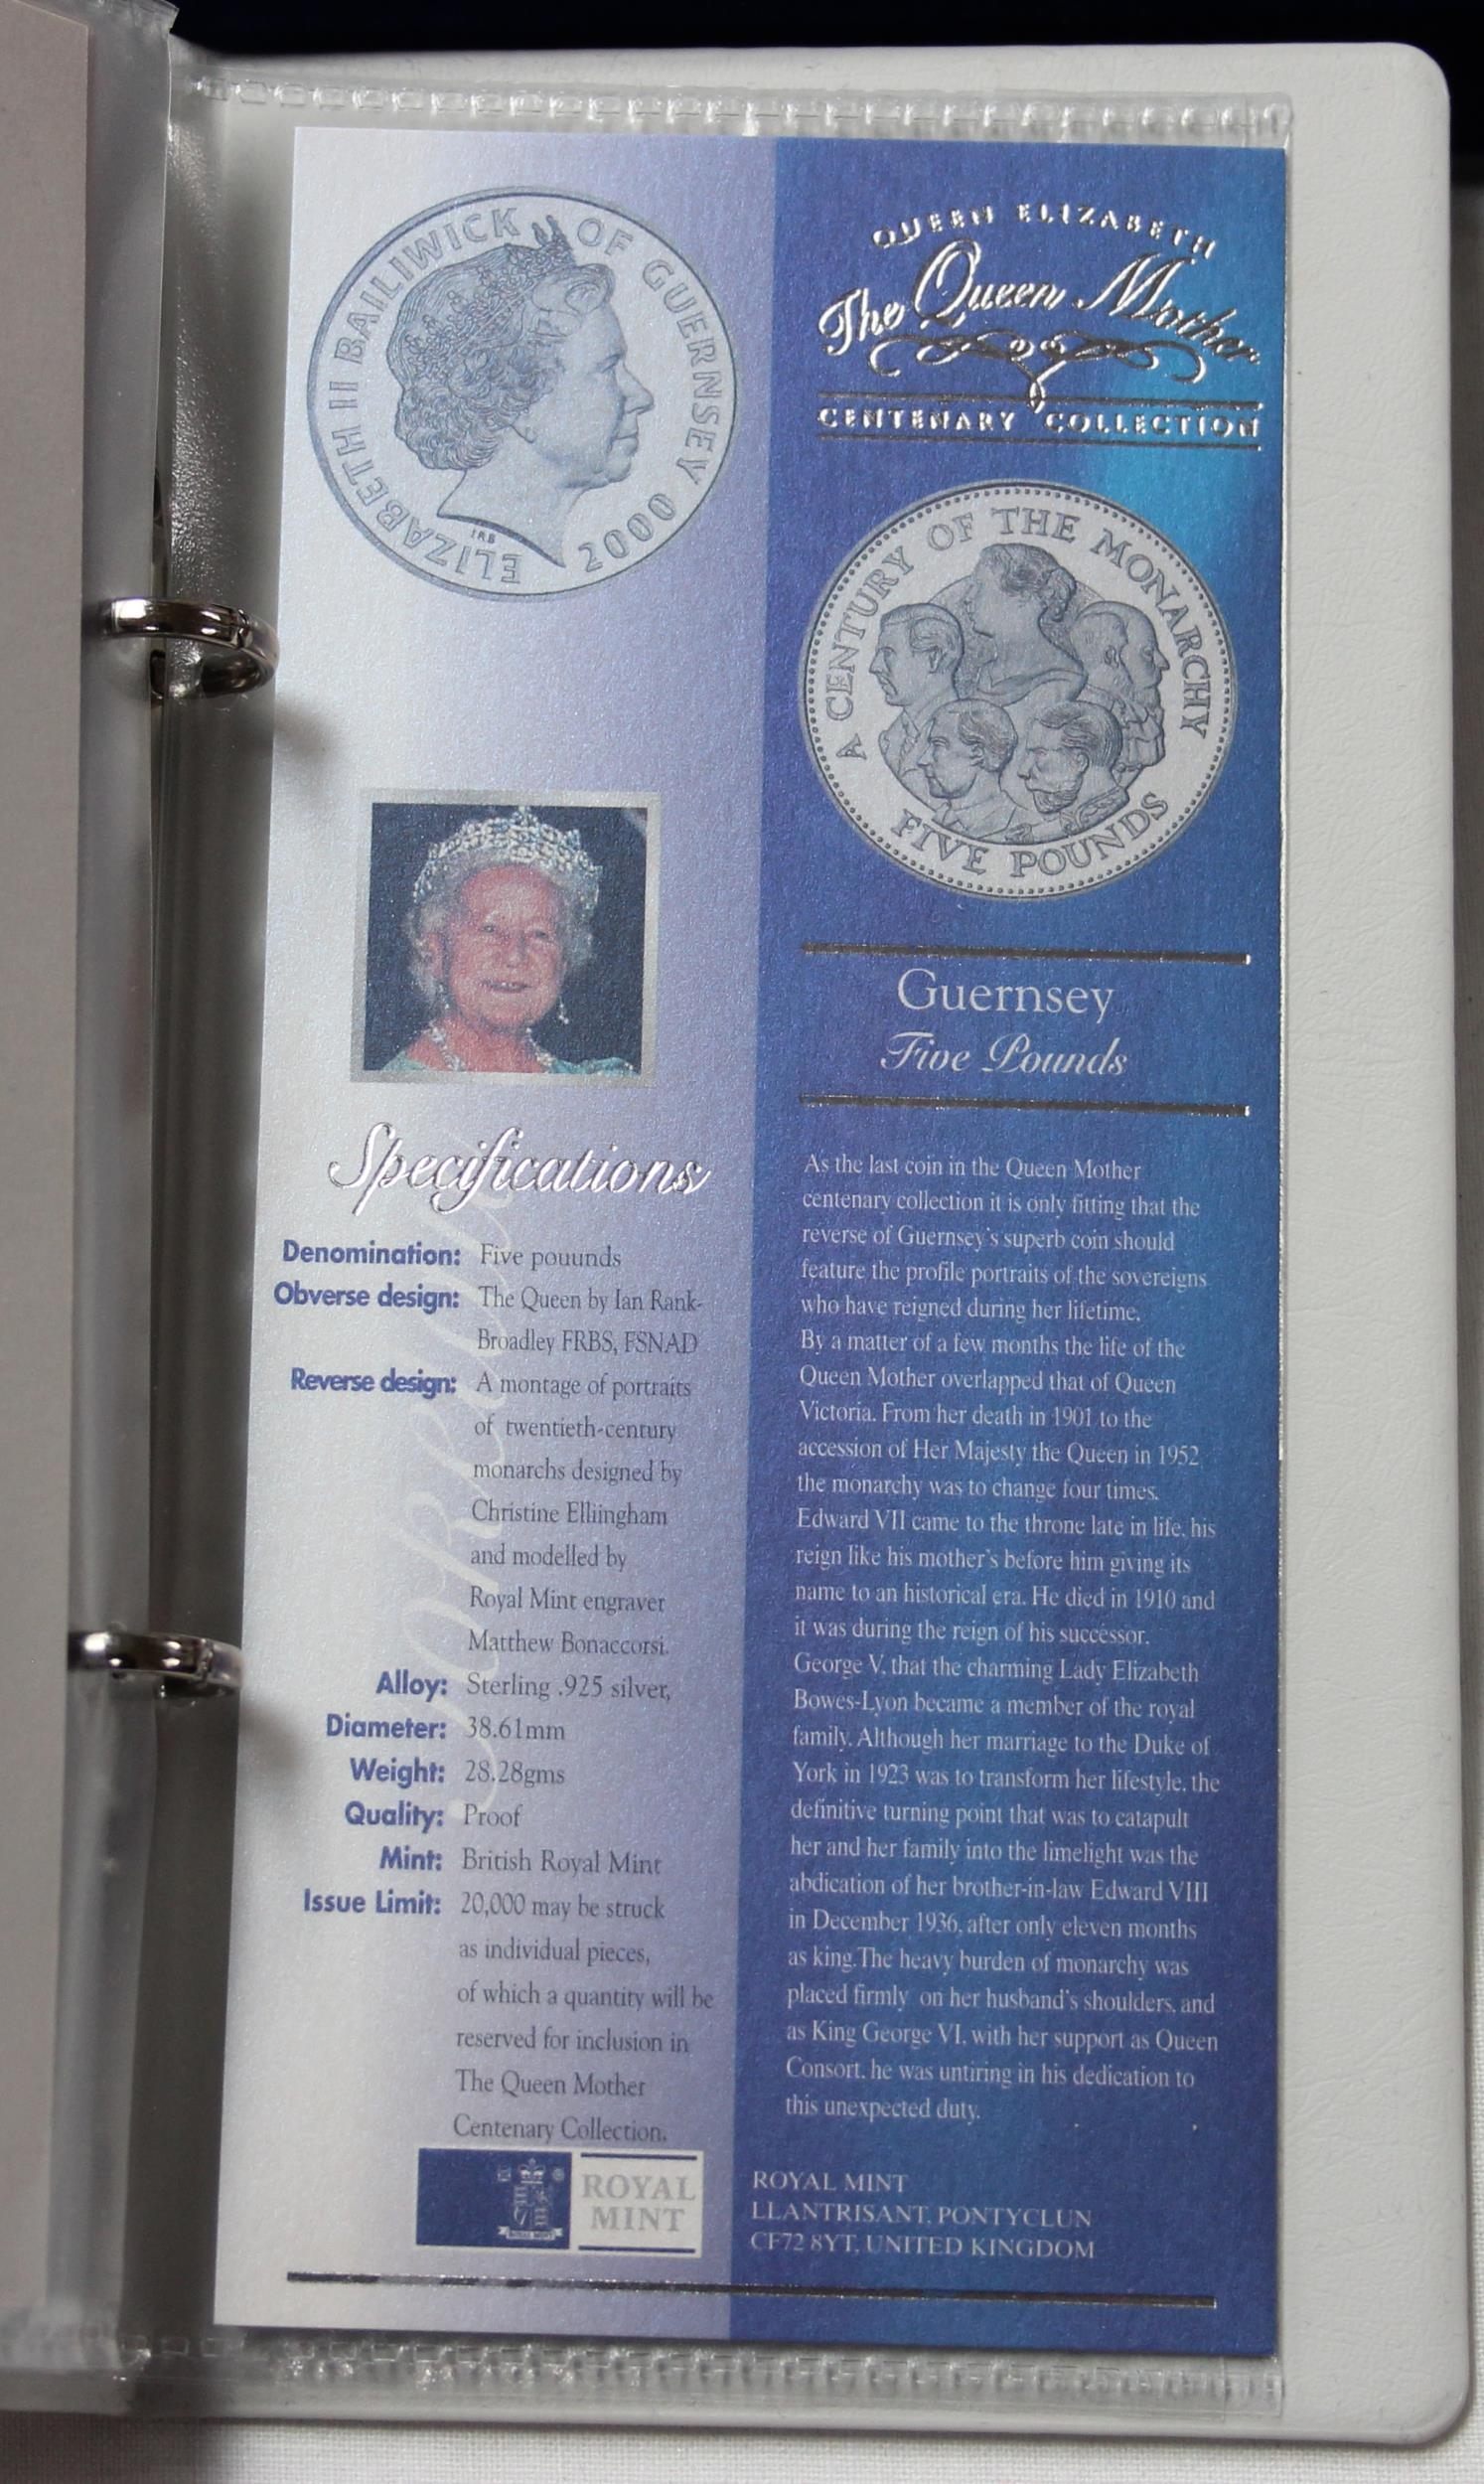 ELIZABETH II BAILIWICK OF GUERNSEY 2000
IRB
Specifications
Denomination: Five pouunds
Obverse design: The Queen by Ian Rank-
Broadley FRBS, FSNAD
Reverse design: A montage of portraits
of twentieth-century
monarchs designed by
Christine Elliingham
and modelled by
Royal Mint engraver
Matthew Bonaccorsi.
Alloy: Sterling .925 silver,
Diameter: 38.61mm
Weight: 28.28gms
Quality: Proof
Mint: British Royal Mint
Issue Limit: 20,000 may be struck
as individual pieces,
of which a quantity will be
reserved for inclusion in
The Queen Mother
Centenary Collection.
ROYAL MINT
ROYAL
MINT
QUEEN ELIZABETH
The Queen Mother
CENTENARY COLLECTION
A CENTURY OF THE MONARCHY
FIVE POUNDS
Guernsey
Five Pounds
As the last coin in the Queen Mother
centenary collection it is only fitting that the
reverse of Guernsey's superb coin should
feature the profile portraits of the sovereigns
who have reigned during her lifetime.
By a matter of a few months the life of the
Queen Mother overlapped that of Queen
Victoria. From her death in 1901 to the
accession of Her Majesty the Queen in 1952
the monarchy was to change four times.
Edward VII came to the throne late in life, his
reign like his mother's before him giving its
name to an historical era. He died in 1910 and
it was during the reign of his successor,
George V, that the charming Lady Elizabeth
Bowes-Lyon became a member of the royal
family. Although her marriage to the Duke of
York in 1923 was to transform her lifestyle, the
definitive turning point that was to catapult
her and her family into the limelight was the
abdication of her brother-in-law Edward VIII
in December 1936, after only eleven months
as king.The heavy burden of monarchy was
placed firmly on her husband's shoulders, and
as King George VI, with her support as Queen
Consort, he was untiring in his dedication to
this unexpected duty.
ROYAL MINT
LLANTRISANT, PONTYCLUN
CF72 8YT, UNITED KINGDOM